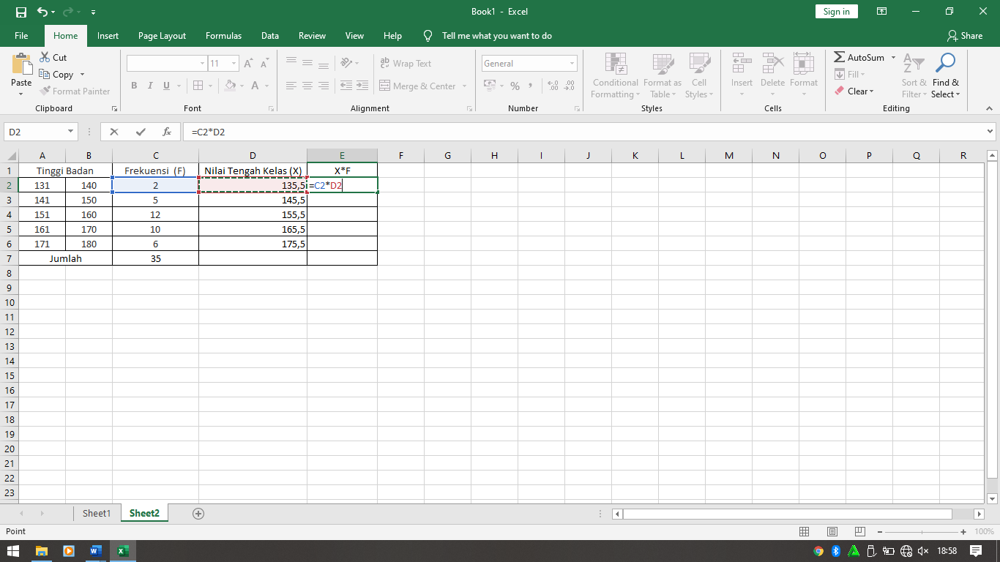 Book1 - Excel
Sign in
File Home Insert Page Layout Formulas Data Review View Help Tell me what you want to do Share
Paste
Cut
Copy
Format Painter
Clipboard
11 A A
B I U A
Font
ab Wrap Text
Merge & Center
Alignment
General
% ,
Number
Conditional Formatting
Format as Table
Cell Styles
Styles
Insert Delete Format
Cells
AutoSum
Fill
Clear
Sort & Filter
Find & Select
Editing
D2 fx =C2*D2
A B C D E F G H I J K L M N O P Q R
1 Tinggi Badan Frekuensi (F) Nilai Tengah Kelas (X) X*F
2 131 140 2 135,5 =C2*D2
3 141 150 5 145,5
4 151 160 12 155,5
5 161 170 10 165,5
6 171 180 6 175,5
7 Jumlah 35
8
9
10
11
12
13
14
15
16
17
18
19
20
21
22
23
Sheet1 Sheet2
Point 100%
18:58